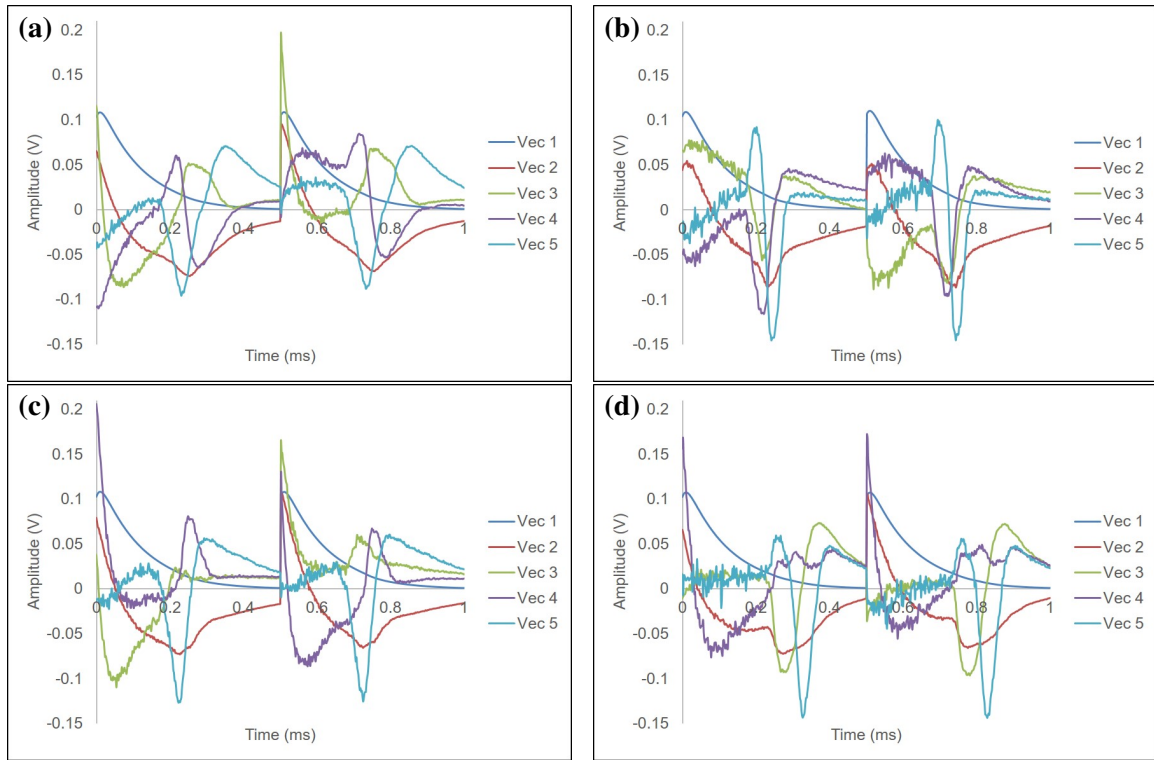 (a)
0.2
0.15
0.1
0.05
0
-0.05
-0.1
-0.15
0 0.2 0.4 0.6 0.8 1
Amplitude (V)
Time (ms)
Vec 1
Vec 2
Vec 3
Vec 4
Vec 5
(b)
0.2
0.15
0.1
0.05
0
-0.05
-0.1
-0.15
0 0.2 0.4 0.6 0.8 1
Amplitude (V)
Time (ms)
Vec 1
Vec 2
Vec 3
Vec 4
Vec 5
(c)
0.2
0.15
0.1
0.05
0
-0.05
-0.1
-0.15
0 0.2 0.4 0.6 0.8 1
Amplitude (V)
Time (ms)
Vec 1
Vec 2
Vec 3
Vec 4
Vec 5
(d)
0.2
0.15
0.1
0.05
0
-0.05
-0.1
-0.15
0 0.2 0.4 0.6 0.8 1
Amplitude (V)
Time (ms)
Vec 1
Vec 2
Vec 3
Vec 4
Vec 5